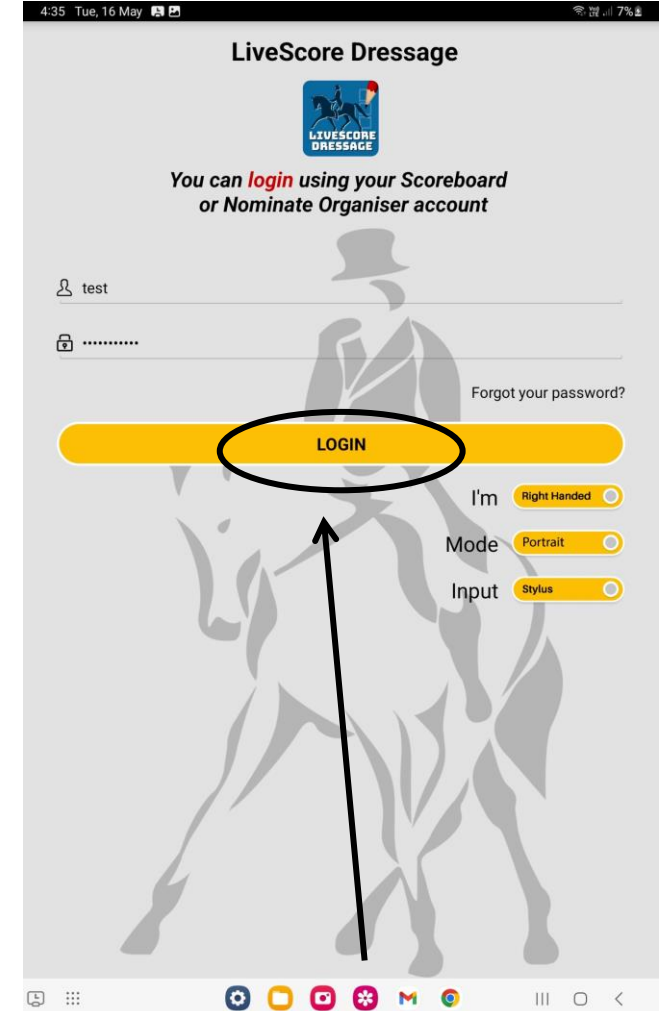 4:35 Tue, 16 May 7%
LiveScore Dressage
LIVESCORE
DRESSAGE
You can login using your Scoreboard
or Nominate Organiser account
test
•••••••••••
Forgot your password?
LOGIN
I'm Right Handed
Mode Portrait
Input Stylus